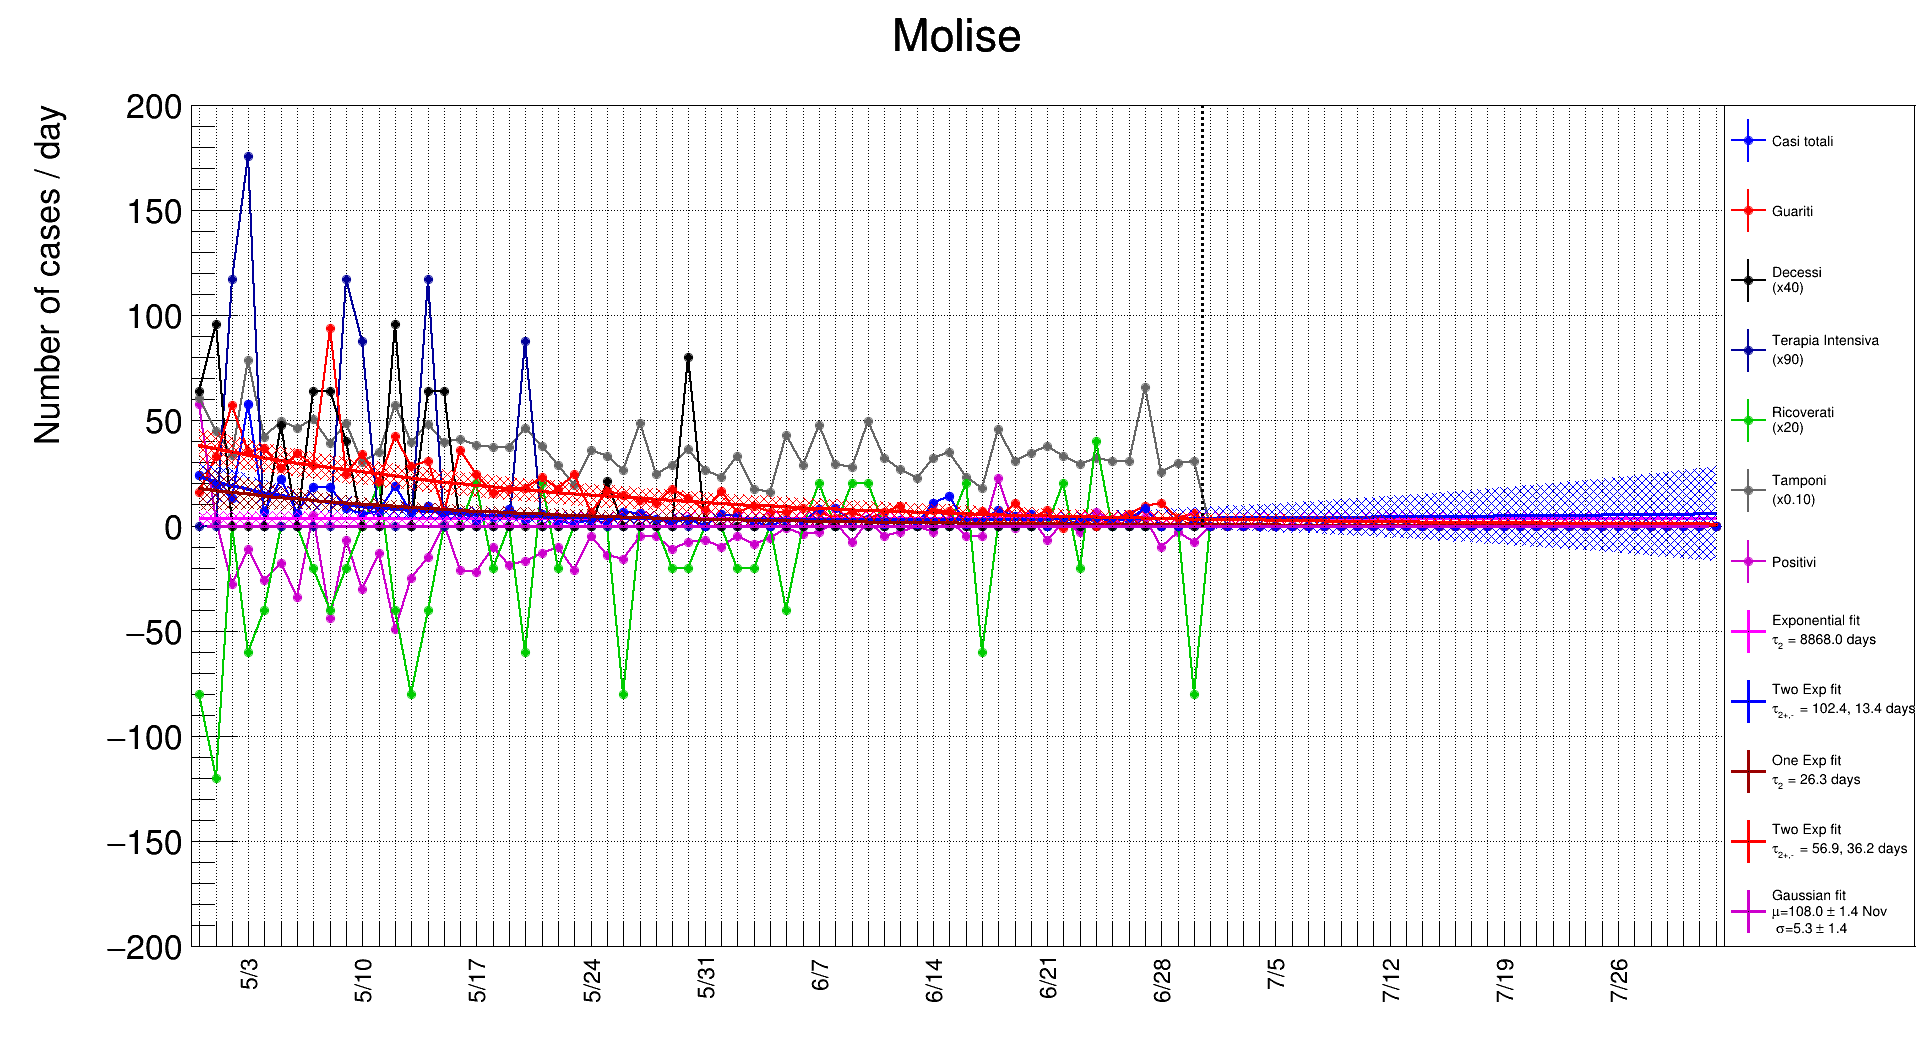 Molise
Number of cases / day
200
150
100
50
0
−50
−100
−150
−200
5/3
5/10
5/17
5/24
5/31
6/7
6/14
6/21
6/28
7/5
7/12
7/19
7/26
Casi totali
Guariti
Decessi
(x40)
Terapia Intensiva
(x90)
Ricoverati
(x20)
Tamponi
(x0.10)
Positivi
Exponential fit
τ2 = 8868.0 days
Two Exp fit
τ2+,- = 102.4, 13.4 days
One Exp fit
τ2 = 26.3 days
Two Exp fit
τ2+,- = 56.9, 36.2 days
Gaussian fit
μ=108.0 ± 1.4 Nov
σ=5.3 ± 1.4